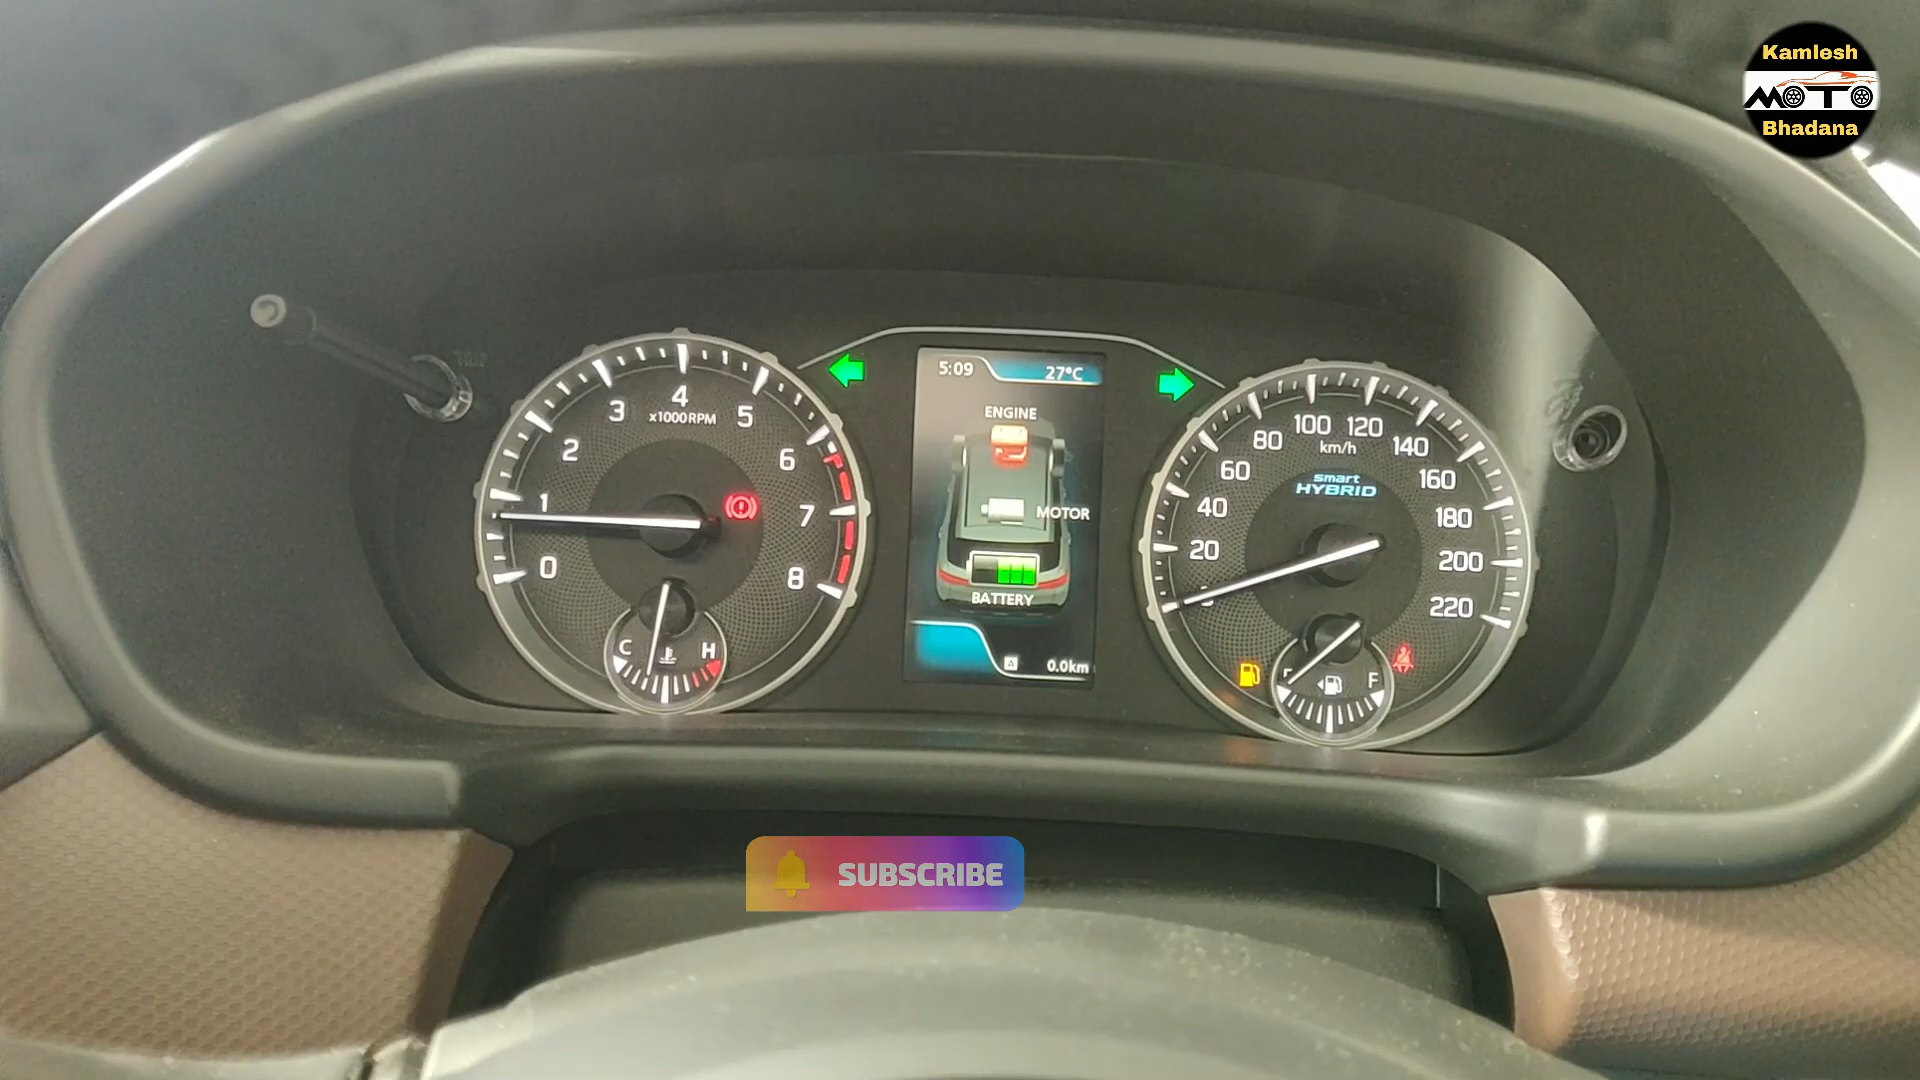 Kamlesh
MOTO
Bhadana
TRIP
5:09
27°C
ENGINE
MOTOR
BATTERY
A
0.0km
0
1
2
3
4
5
6
7
8
x1000RPM
C
H
20
40
60
80
100
120
140
160
180
200
220
km/h
smart
HYBRID
F
SUBSCRIBE